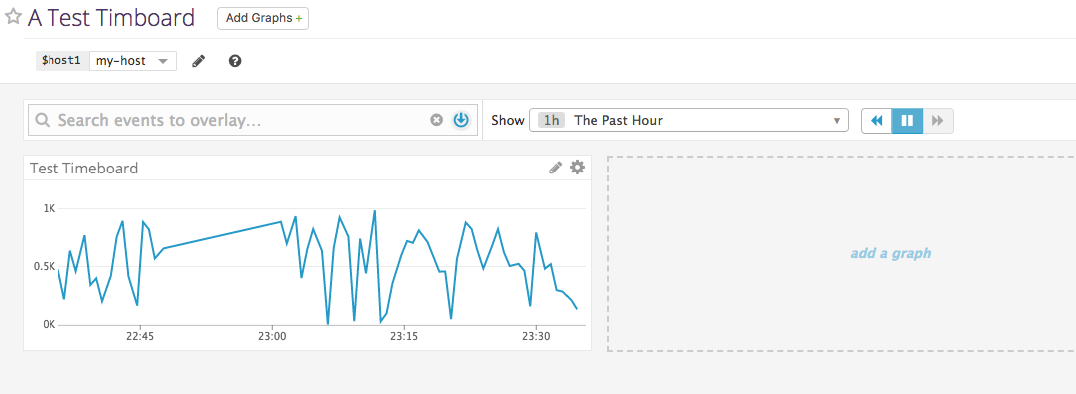 A Test Timboard Add Graphs +
$host1 my-host
Search events to overlay... Show 1h The Past Hour
Test Timeboard
1K
0.5K
0K
22:45 23:00 23:15 23:30
add a graph